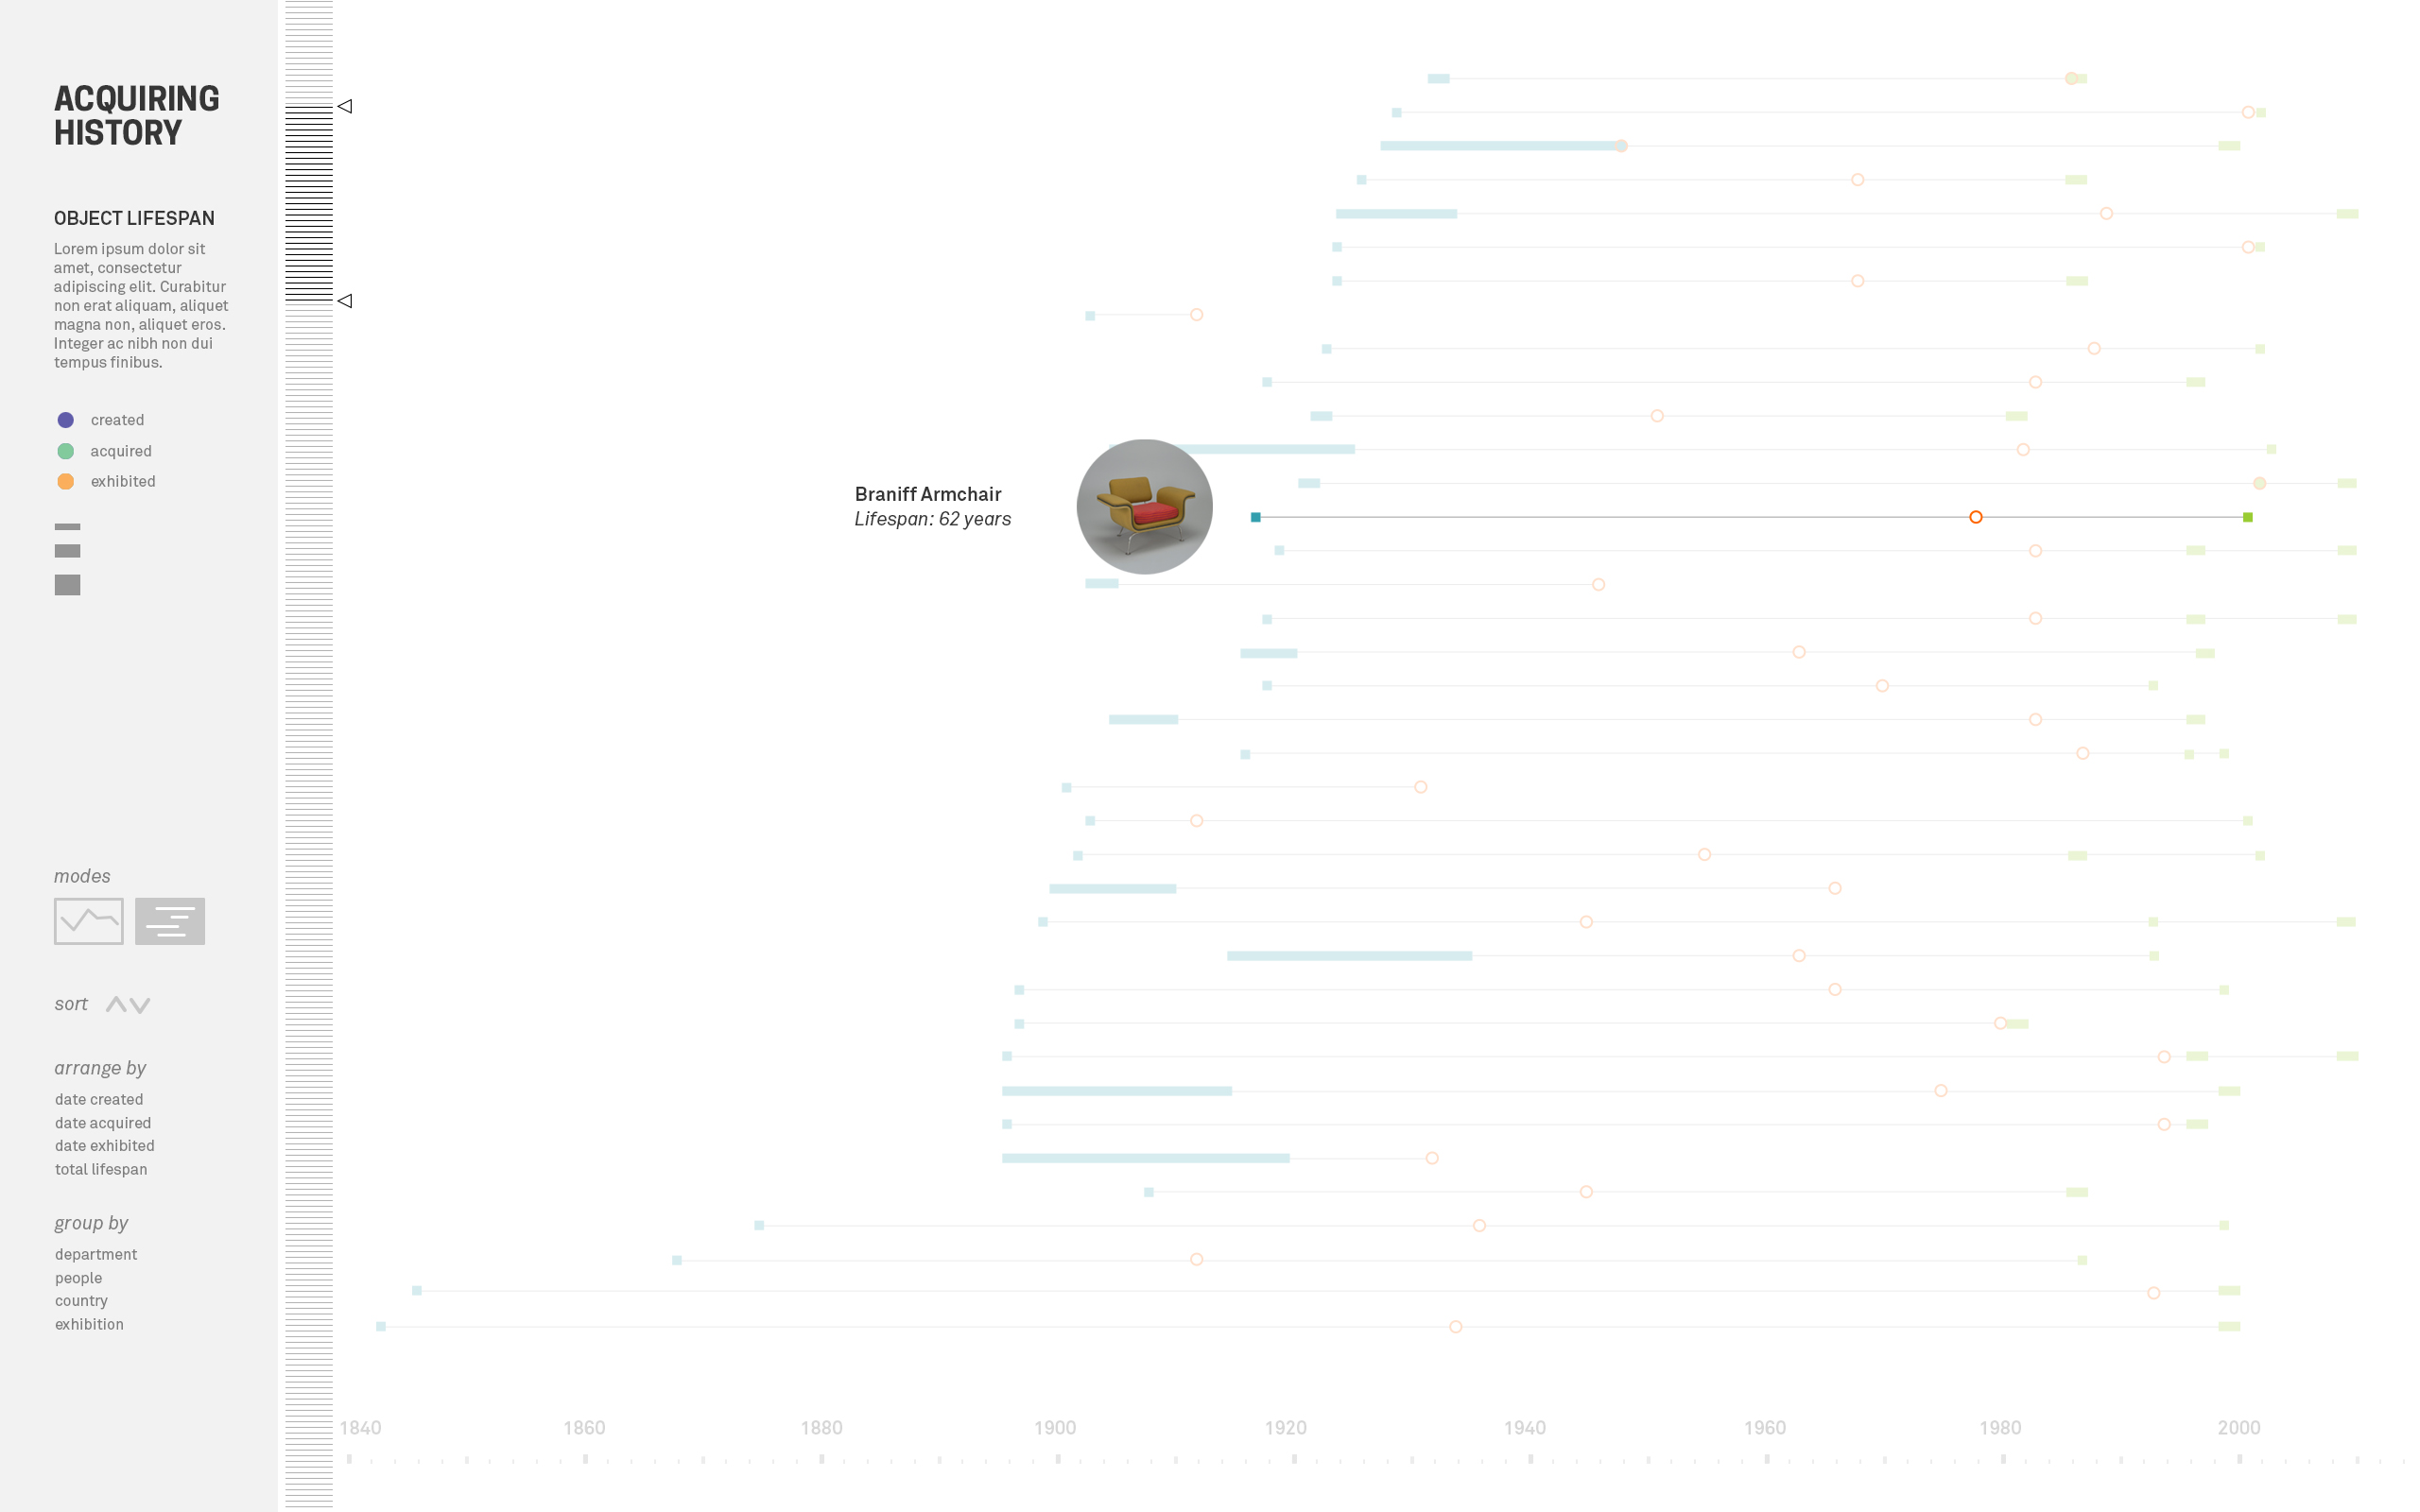 ACQUIRING
HISTORY
OBJECT LIFESPAN
Lorem ipsum dolor sit
amet, consectetur
adipiscing elit. Curabitur
non erat aliquam, aliquet
magna non, aliquet eros.
Integer ac nibh non dui
tempus finibus.
created
acquired
exhibited
Braniff Armchair
Lifespan: 62 years
modes
sort
arrange by
date created
date acquired
date exhibited
total lifespan
group by
department
people
country
exhibition
1840 1860 1880 1900 1920 1940 1960 1980 2000